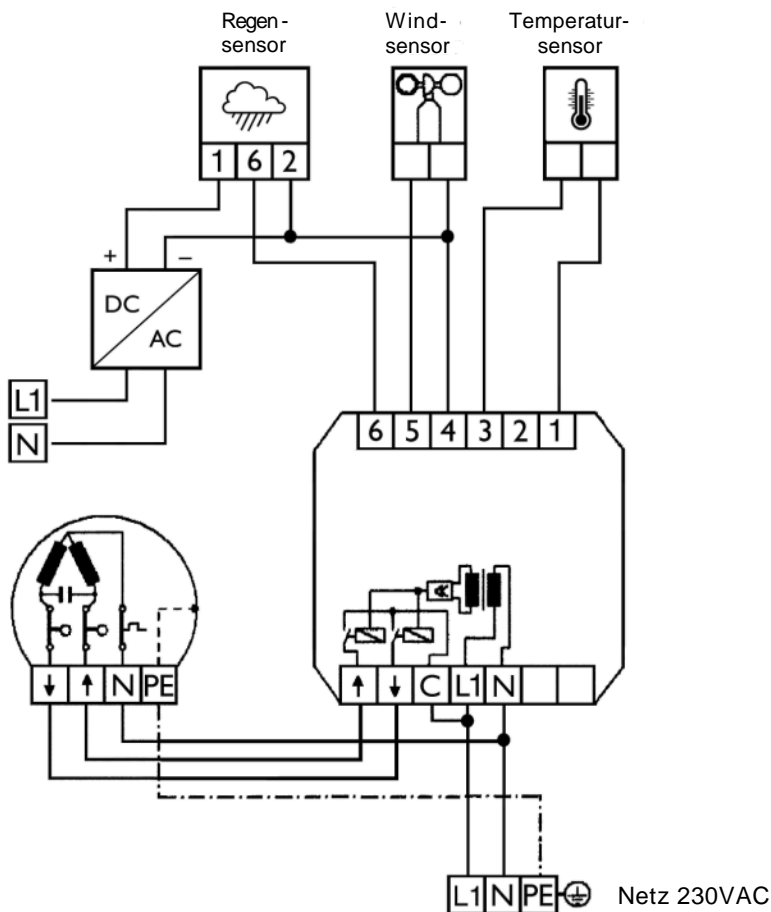 Regen- Wind- Temperatur-
sensor sensor sensor
1 6 2
+ −
DC
AC
L1
N
6 5 4 3 2 1
↓ ↑ N PE
↑ ↓ C L1 N
L1 N PE Netz 230VAC